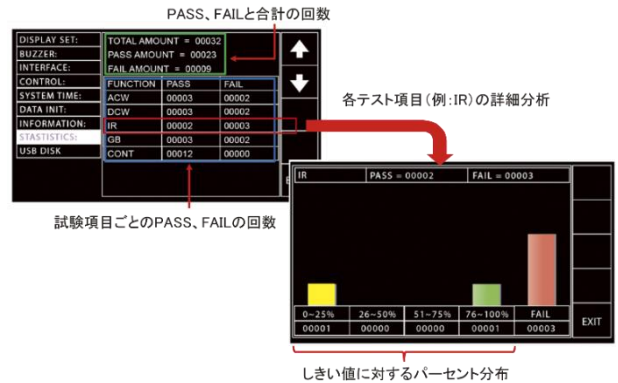 PASS、FAILと合計の回数
DISPLAY SET:
BUZZER:
INTERFACE:
CONTROL:
SYSTEM TIME:
DATA INIT:
INFORMATION:
STASTISTICS:
USB DISK
TOTAL AMOUNT = 00032
PASS AMOUNT = 00023
FAIL AMOUNT = 00009
FUNCTION PASS FAIL
ACW 00003 00002
DCW 00003 00002
IR 00002 00003
GB 00003 00002
CONT 00012 00000
各テスト項目(例:IR)の詳細分析
試験項目ごとのPASS、FAILの回数
IR PASS = 00002 FAIL = 00003
0~25% 26~50% 51~75% 76~100% FAIL
00001 00000 00000 00001 00003
EXIT
しきい値に対するパーセント分布